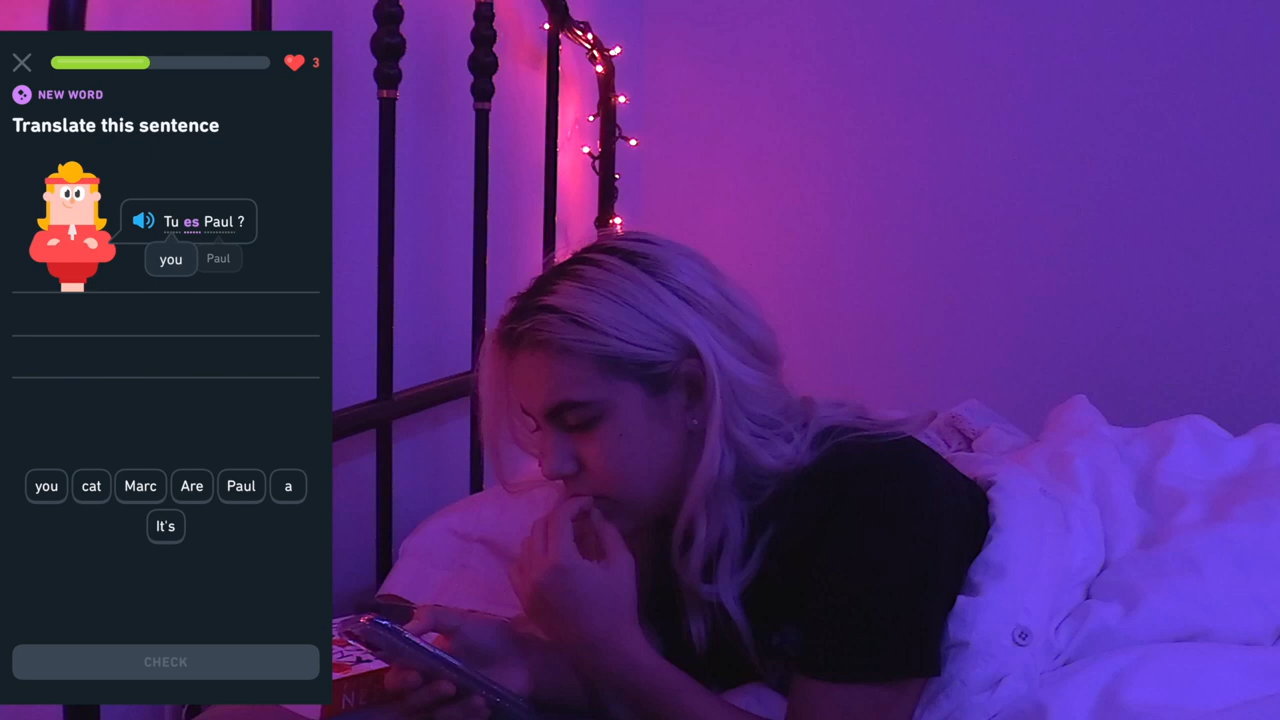 3
NEW WORD
Translate this sentence
Tu es Paul ?
you Paul
you cat Marc Are Paul a
It's
CHECK